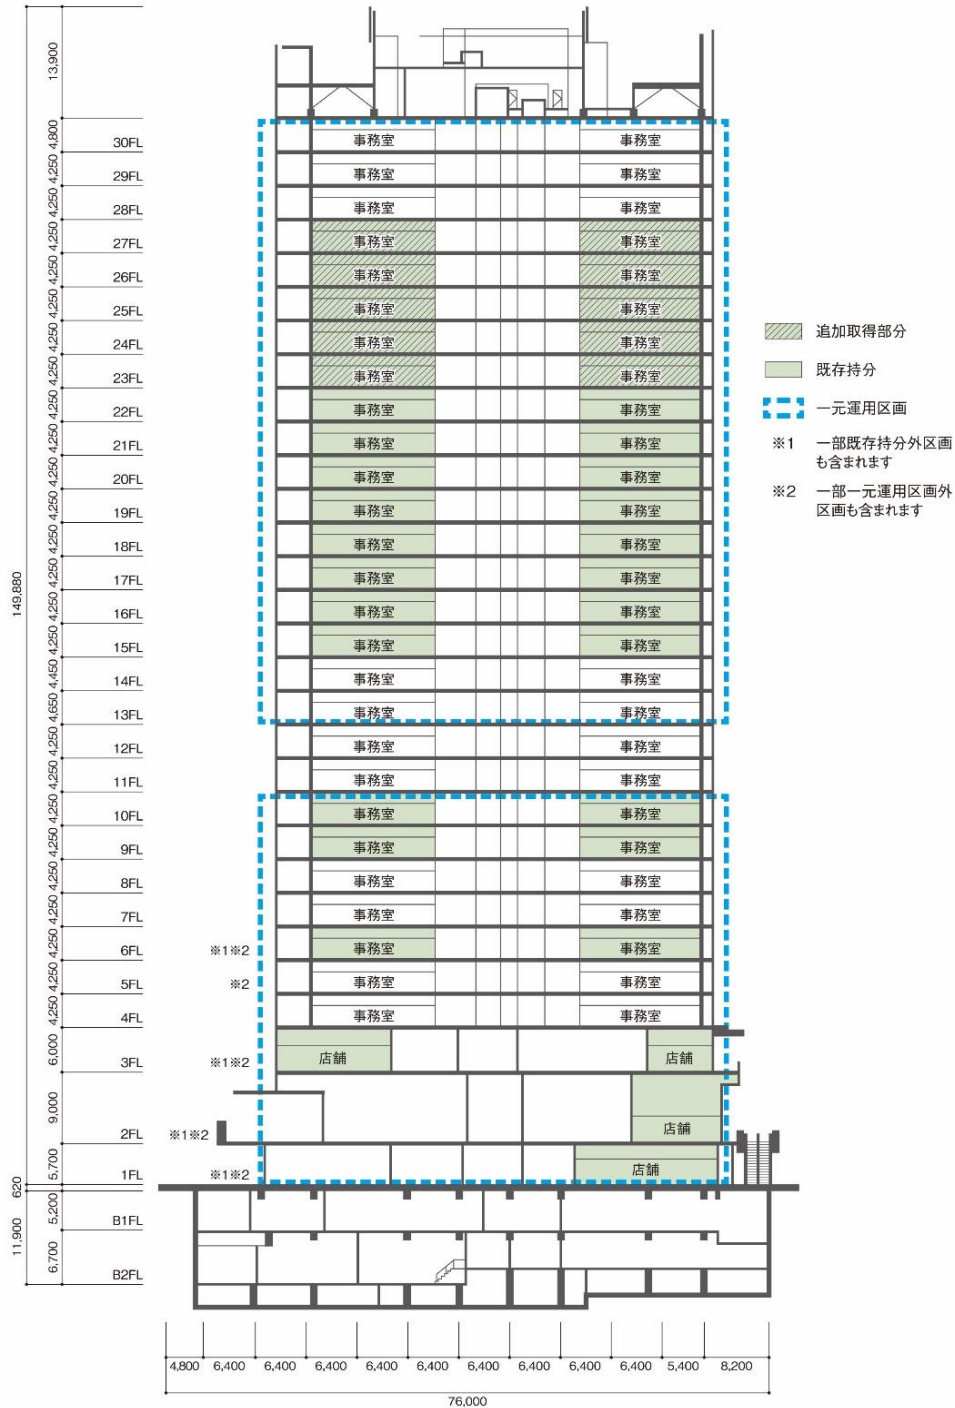 13,900
4,800
30FL
事務室 事務室
4,250
29FL
事務室 事務室
4,250
28FL
事務室 事務室
4,250
27FL
事務室 事務室
4,250
26FL
事務室 事務室
4,250
25FL
事務室 事務室
4,250
24FL
事務室 事務室
4,250
23FL
事務室 事務室
4,250
22FL
事務室 事務室
4,250
21FL
事務室 事務室
4,250
20FL
事務室 事務室
4,250
19FL
事務室 事務室
4,250
18FL
事務室 事務室
4,250
17FL
事務室 事務室
4,250
16FL
事務室 事務室
4,250
15FL
事務室 事務室
4,450
14FL
事務室 事務室
4,650
13FL
事務室 事務室
4,250
12FL
事務室 事務室
4,250
11FL
事務室 事務室
4,250
10FL
事務室 事務室
4,250
9FL
事務室 事務室
4,250
8FL
事務室 事務室
4,250
7FL
事務室 事務室
4,250
6FL ※1※2
事務室 事務室
4,250
5FL ※2
事務室 事務室
4,250
4FL
事務室 事務室
6,000
3FL ※1※2
店舗 店舗
9,000
2FL ※1※2
店舗
5,700
1FL ※1※2
店舗
149,880
620
5,200
B1FL
11,900
6,700
B2FL
追加取得部分
既存持分
一元運用区画
※1 一部既存持分外区画
も含まれます
※2 一部一元運用区画外
区画も含まれます
4,800 6,400 6,400 6,400 6,400 6,400 6,400 6,400 6,400 6,400 5,400 8,200
76,000